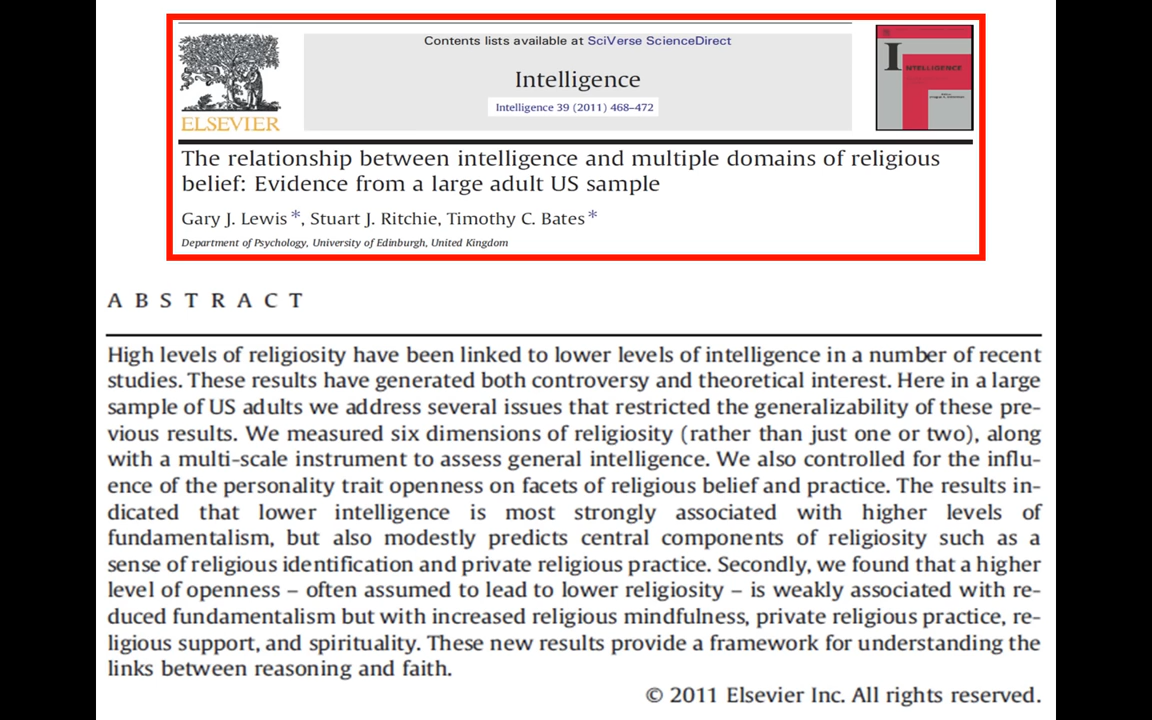 Contents lists available at SciVerse ScienceDirect
Intelligence
Intelligence 39 (2011) 468–472
ELSEVIER
INTELLIGENCE
The relationship between intelligence and multiple domains of religious
belief: Evidence from a large adult US sample
Gary J. Lewis *, Stuart J. Ritchie, Timothy C. Bates *
Department of Psychology, University of Edinburgh, United Kingdom
A B S T R A C T
High levels of religiosity have been linked to lower levels of intelligence in a number of recent
studies. These results have generated both controversy and theoretical interest. Here in a large
sample of US adults we address several issues that restricted the generalizability of these pre-
vious results. We measured six dimensions of religiosity (rather than just one or two), along
with a multi-scale instrument to assess general intelligence. We also controlled for the influ-
ence of the personality trait openness on facets of religious belief and practice. The results in-
dicated that lower intelligence is most strongly associated with higher levels of
fundamentalism, but also modestly predicts central components of religiosity such as a
sense of religious identification and private religious practice. Secondly, we found that a higher
level of openness – often assumed to lead to lower religiosity – is weakly associated with re-
duced fundamentalism but with increased religious mindfulness, private religious practice, re-
ligious support, and spirituality. These new results provide a framework for understanding the
links between reasoning and faith.
© 2011 Elsevier Inc. All rights reserved.